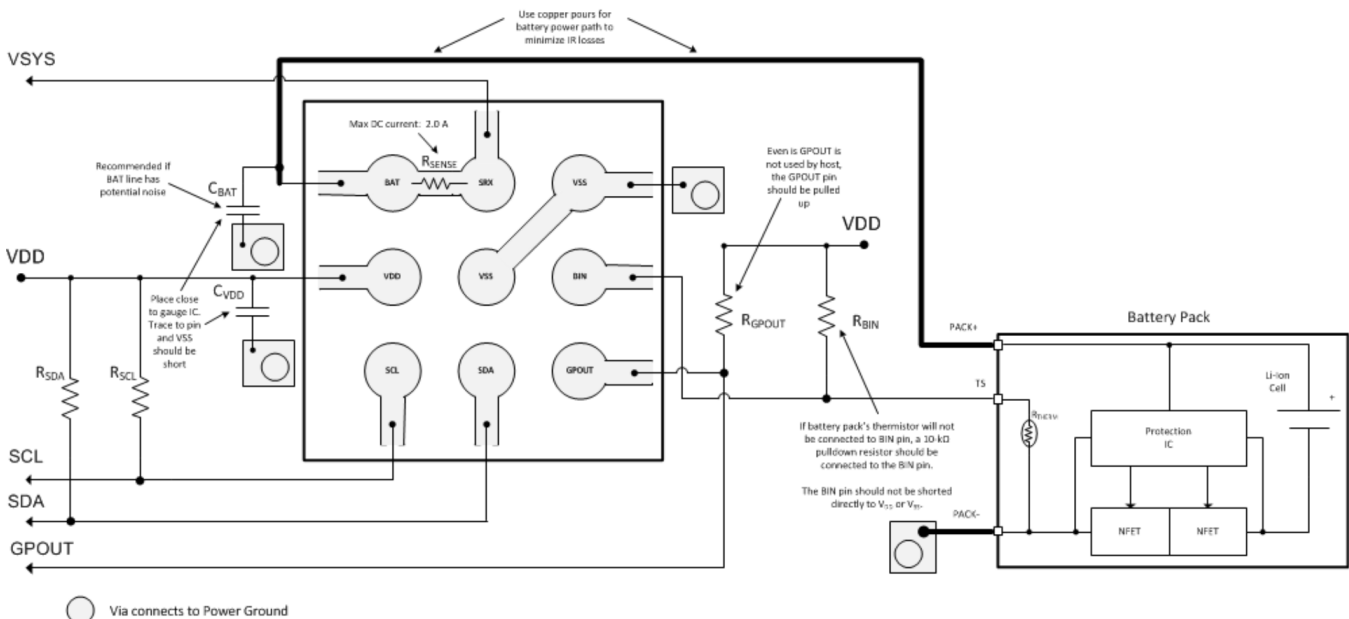 Use copper pours for
battery power path to
minimize IR losses
VSYS
Max DC current: 2.0 A
RSENSE
Recommended if
BAT line has
potential noise
CBAT
BAT
SRX
VSS
Even is GPOUT is
not used by host,
the GPOUT pin
should be pulled
up
VDD
VDD
CVDD
VDD
VSS
BIN
Place close
to gauge IC.
Trace to pin
and VSS
should be
short
RGPOUT
RBIN
PACK+
Battery Pack
RSDA
RSCL
SCL
SDA
GPOUT
TS
Li-Ion
Cell
+
RTHERM
Protection
IC
If battery pack's thermistor will not
be connected to BIN pin, a 10-kΩ
pulldown resistor should be
connected to the BIN pin.
The BIN pin should not be shorted
directly to
SCL
SDA
PACK-
NFET
NFET
GPOUT
Via connects to Power Ground